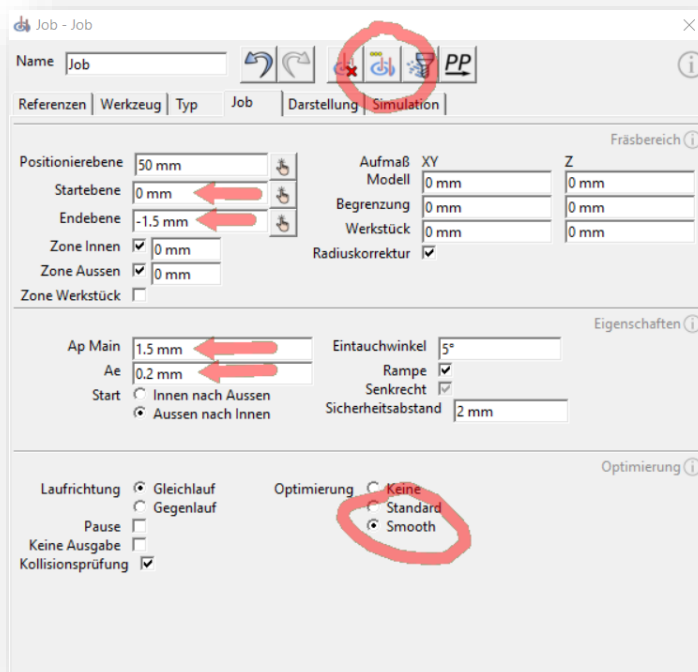 Job - Job
Name Job PP
Referenzen Werkzeug Typ Job Darstellung Simulation
Fräsbereich
Positionierebene 50 mm Aufmaß XY Z
Startebene 0 mm Modell 0 mm 0 mm
Endebene -1.5 mm Begrenzung 0 mm 0 mm
Zone Innen 0 mm Werkstück 0 mm 0 mm
Zone Aussen 0 mm Radiuskorrektur
Zone Werkstück
Eigenschaften
Ap Main 1.5 mm Eintauchwinkel 5°
Ae 0.2 mm Rampe
Start Innen nach Aussen Senkrecht
Aussen nach Innen Sicherheitsabstand 2 mm
Optimierung
Laufrichtung Gleichlauf Optimierung Keine
Gegenlauf Standard
Pause Smooth
Keine Ausgabe
Kollisionsprüfung